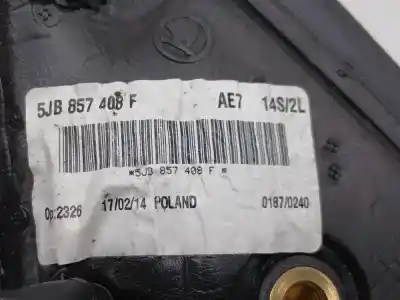 5JB 857 408 F AE7 14S/2L
*5JB 857 408 F *
Op:2326 17/02/14 POLAND 0187/0240